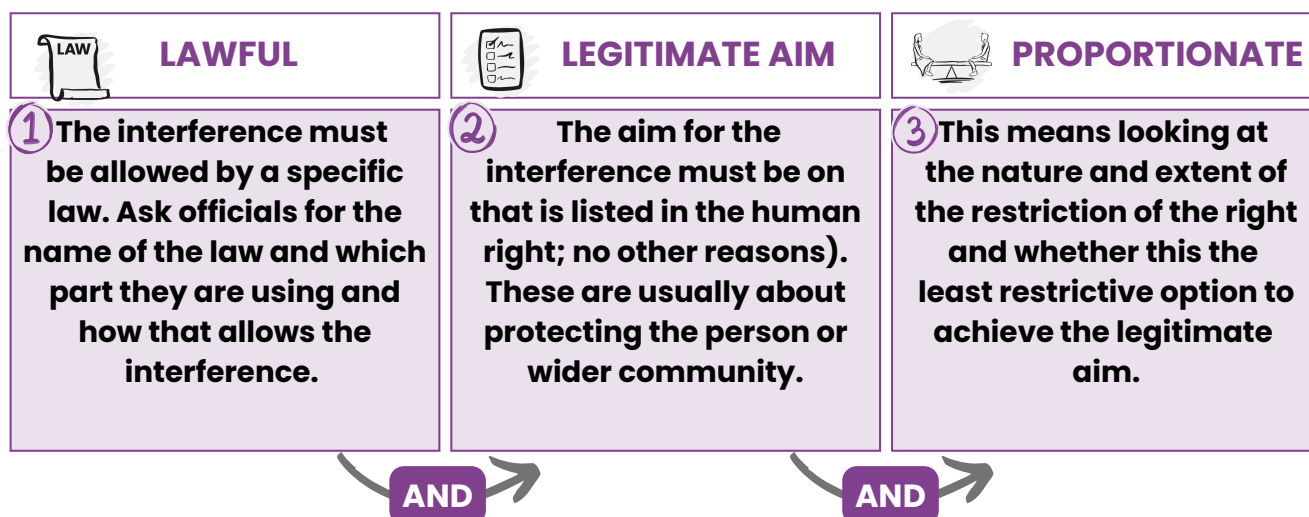 LAW
LAWFUL
1
The interference must
be allowed by a specific
law. Ask officials for the
name of the law and which
part they are using and
how that allows the
interference.
LEGITIMATE AIM
2
The aim for the
interference must be on
that is listed in the human
right; no other reasons).
These are usually about
protecting the person or
wider community.
PROPORTIONATE
3
This means looking at
the nature and extent of
the restriction of the right
and whether this the
least restrictive option to
achieve the legitimate
aim.
AND
AND